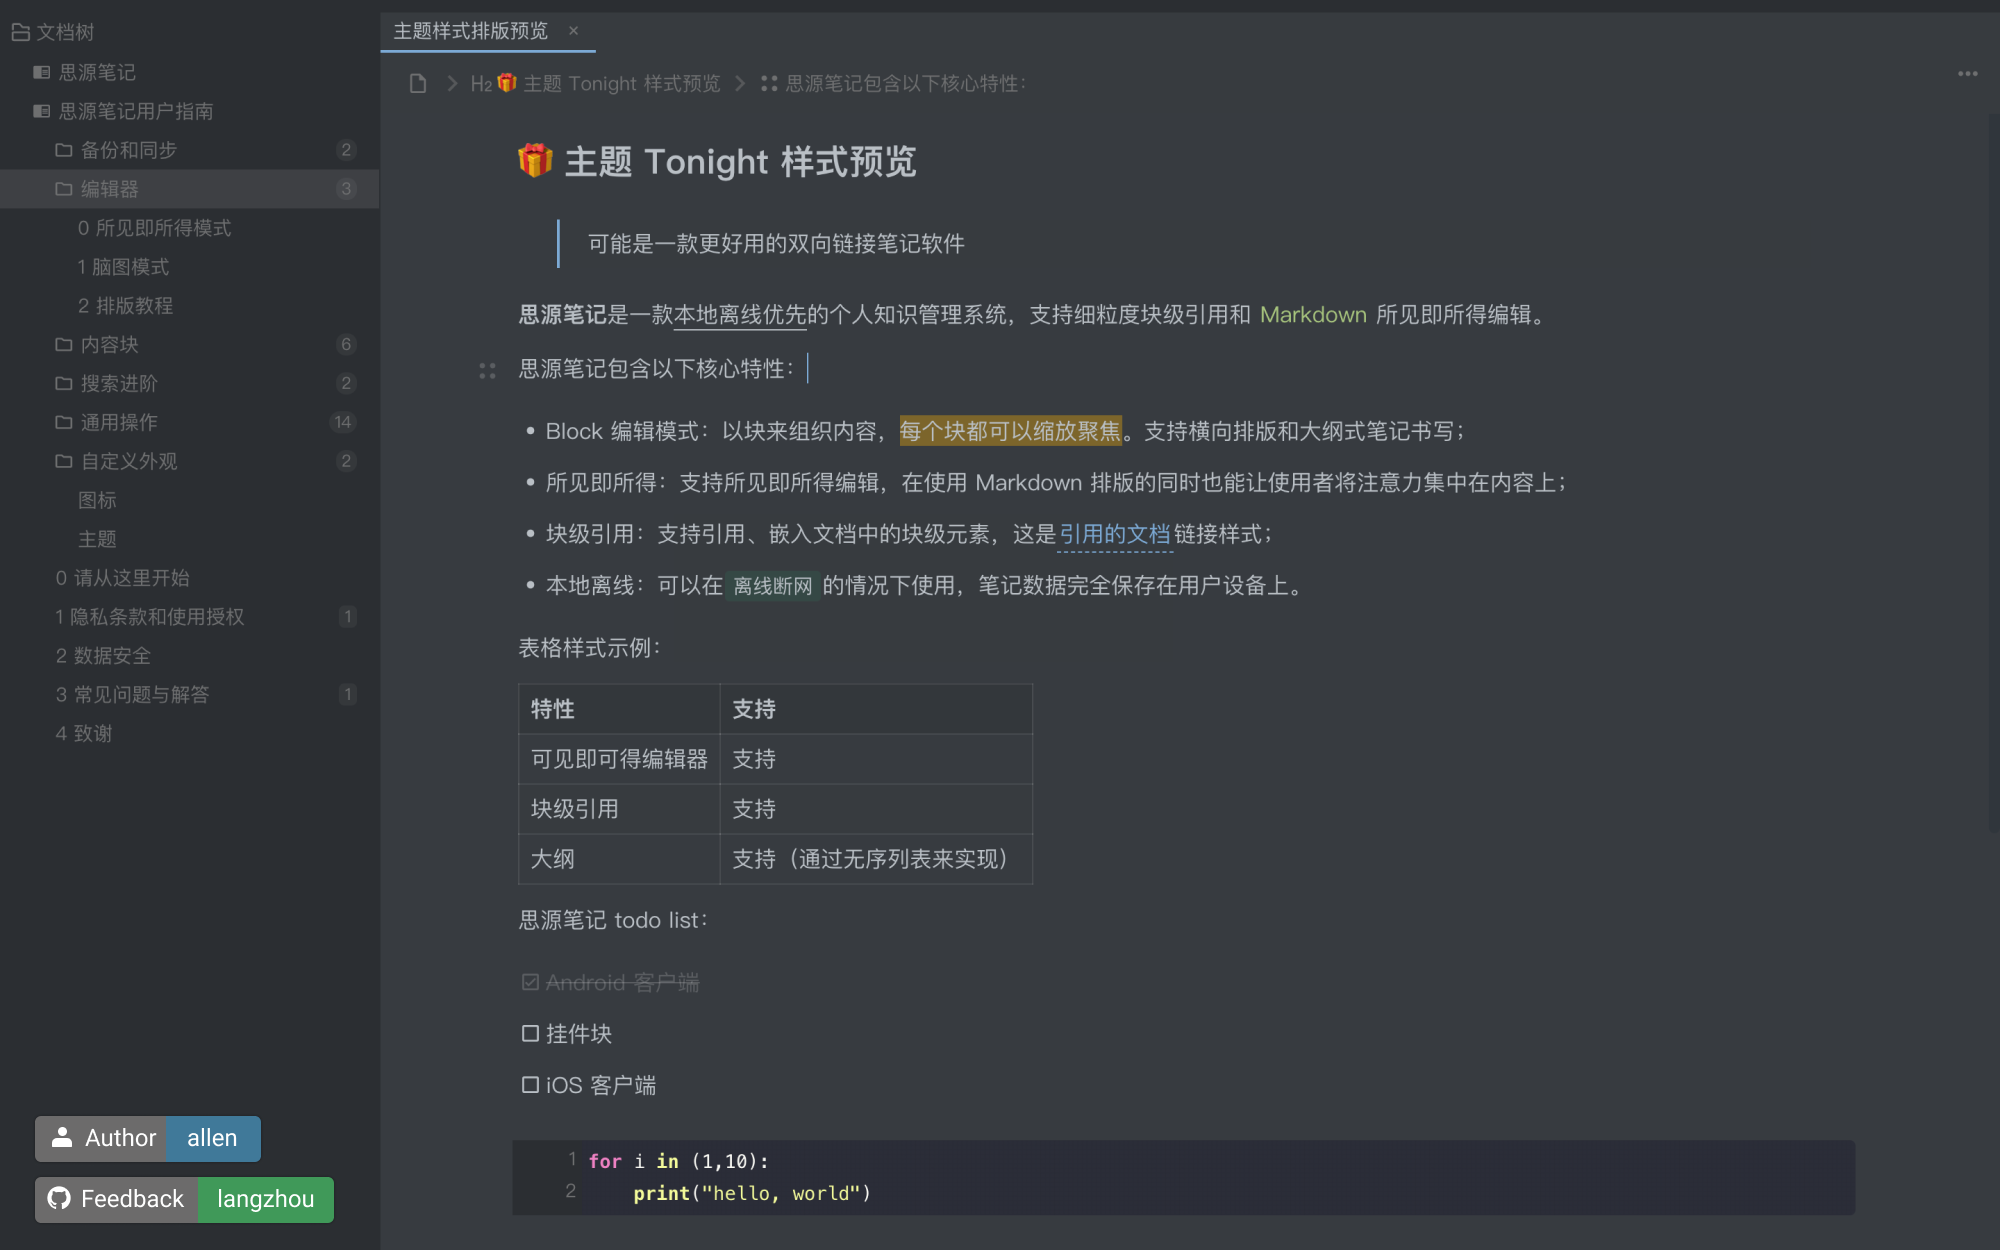 文档树
思源笔记
思源笔记用户指南
备份和同步 2
编辑器 3
0 所见即所得模式
1 脑图模式
2 排版教程
内容块 6
搜索进阶 2
通用操作 14
自定义外观 2
图标
主题
0 请从这里开始
1 隐私条款和使用授权 1
2 数据安全
3 常见问题与解答 1
4 致谢
Author allen
Feedback langzhou
主题样式排版预览 ×
H2 🎁 主题 Tonight 样式预览 思源笔记包含以下核心特性：
🎁 主题 Tonight 样式预览
可能是一款更好用的双向链接笔记软件
思源笔记是一款本地离线优先的个人知识管理系统，支持细粒度块级引用和 Markdown 所见即所得编辑。
思源笔记包含以下核心特性：
• Block 编辑模式：以块来组织内容，每个块都可以缩放聚焦。支持横向排版和大纲式笔记书写；
• 所见即所得：支持所见即所得编辑，在使用 Markdown 排版的同时也能让使用者将注意力集中在内容上；
• 块级引用：支持引用、嵌入文档中的块级元素，这是引用的文档链接样式；
• 本地离线：可以在 离线断网 的情况下使用，笔记数据完全保存在用户设备上。
表格样式示例：
特性 支持
可见即可得编辑器 支持
块级引用 支持
大纲 支持（通过无序列表来实现）
思源笔记 todo list：
Android 客户端
挂件块
iOS 客户端
1 for i in (1,10):
2 print("hello, world")